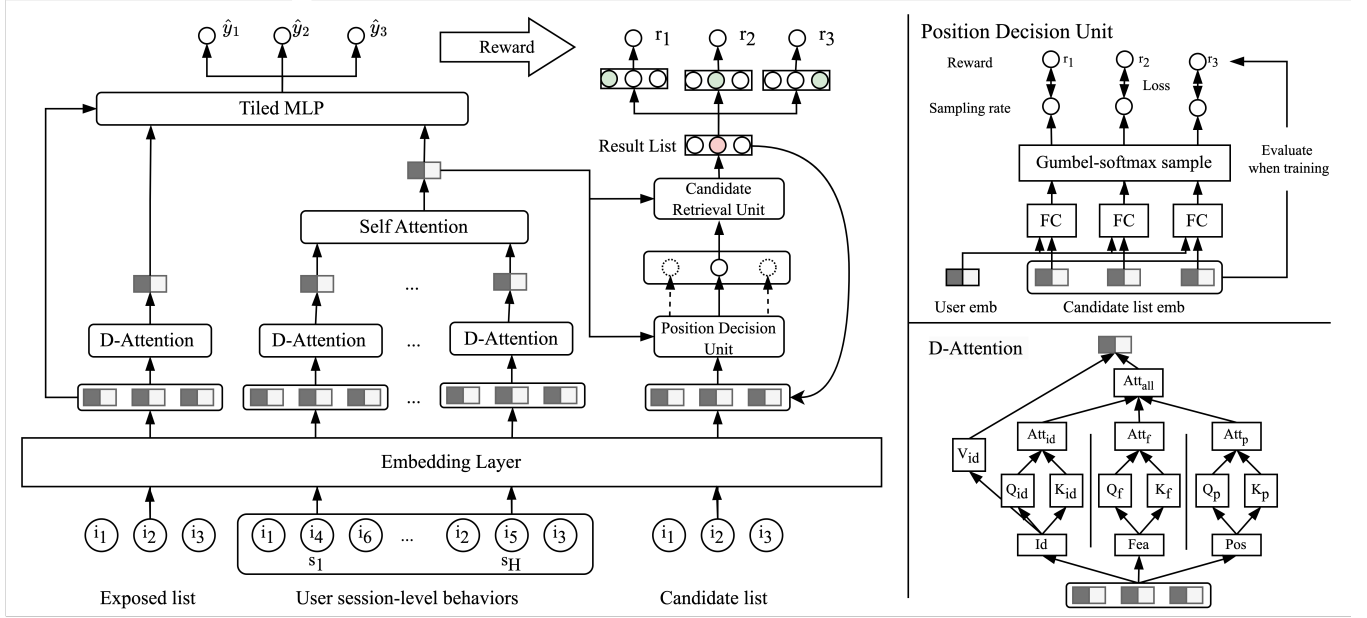 ŷ1 ŷ2 ŷ3
Reward
r1 r2 r3
Tiled MLP
Result List
Candidate
Retrieval Unit
Self Attention
...
D-Attention D-Attention ... D-Attention
Position Decision
Unit
...
Embedding Layer
i1 i2 i3
i1 i4 i6 ... i2 i5 i3
s1 sH
i1 i2 i3
Exposed list
User session-level behaviors
Candidate list
Position Decision Unit
Reward r1 r2 r3
Loss
Sampling rate
Gumbel-softmax sample
Evaluate
when training
FC FC FC
User emb
Candidate list emb
D-Attention
Attall
Attid Attf Attp
Vid
Qid Kid Qf Kf Qp Kp
Id Fea Pos